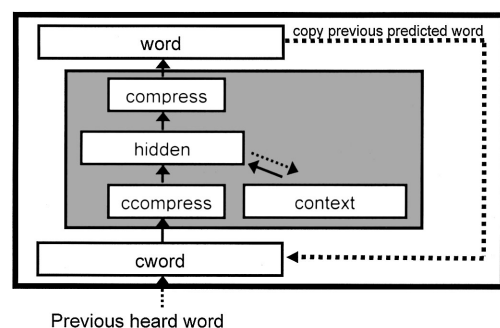 word
copy previous predicted word
compress
hidden
ccompress
context
cword
Previous heard word